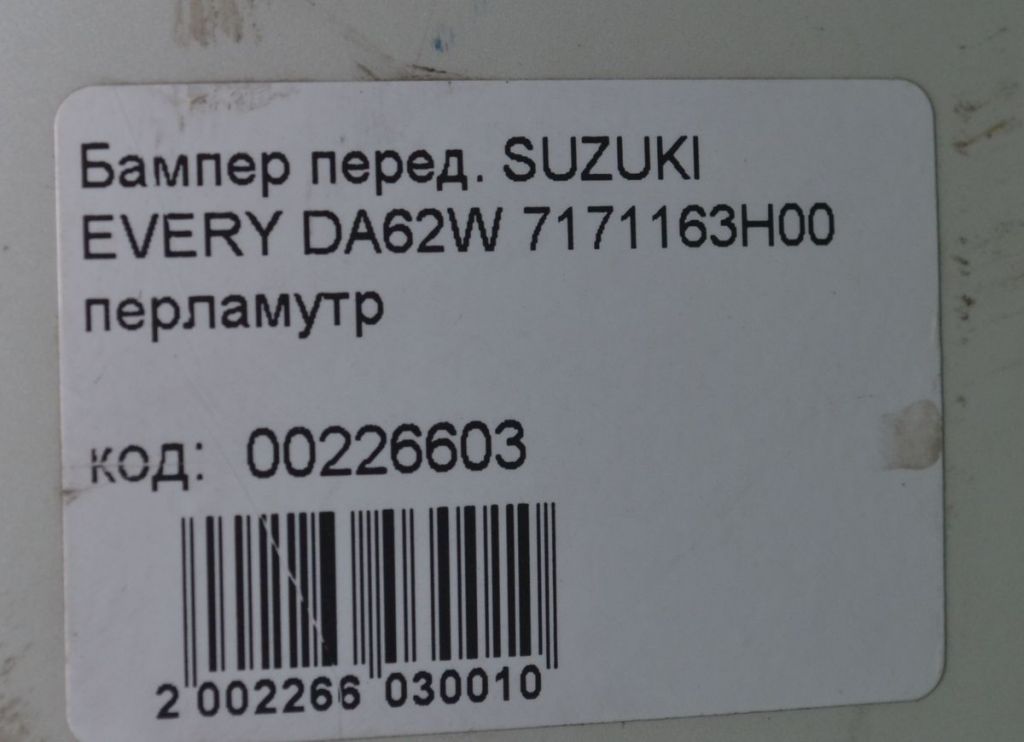 Бампер перед. SUZUKI
EVERY DA62W 7171163H00
перламутр
код: 00226603
2 002266 030010